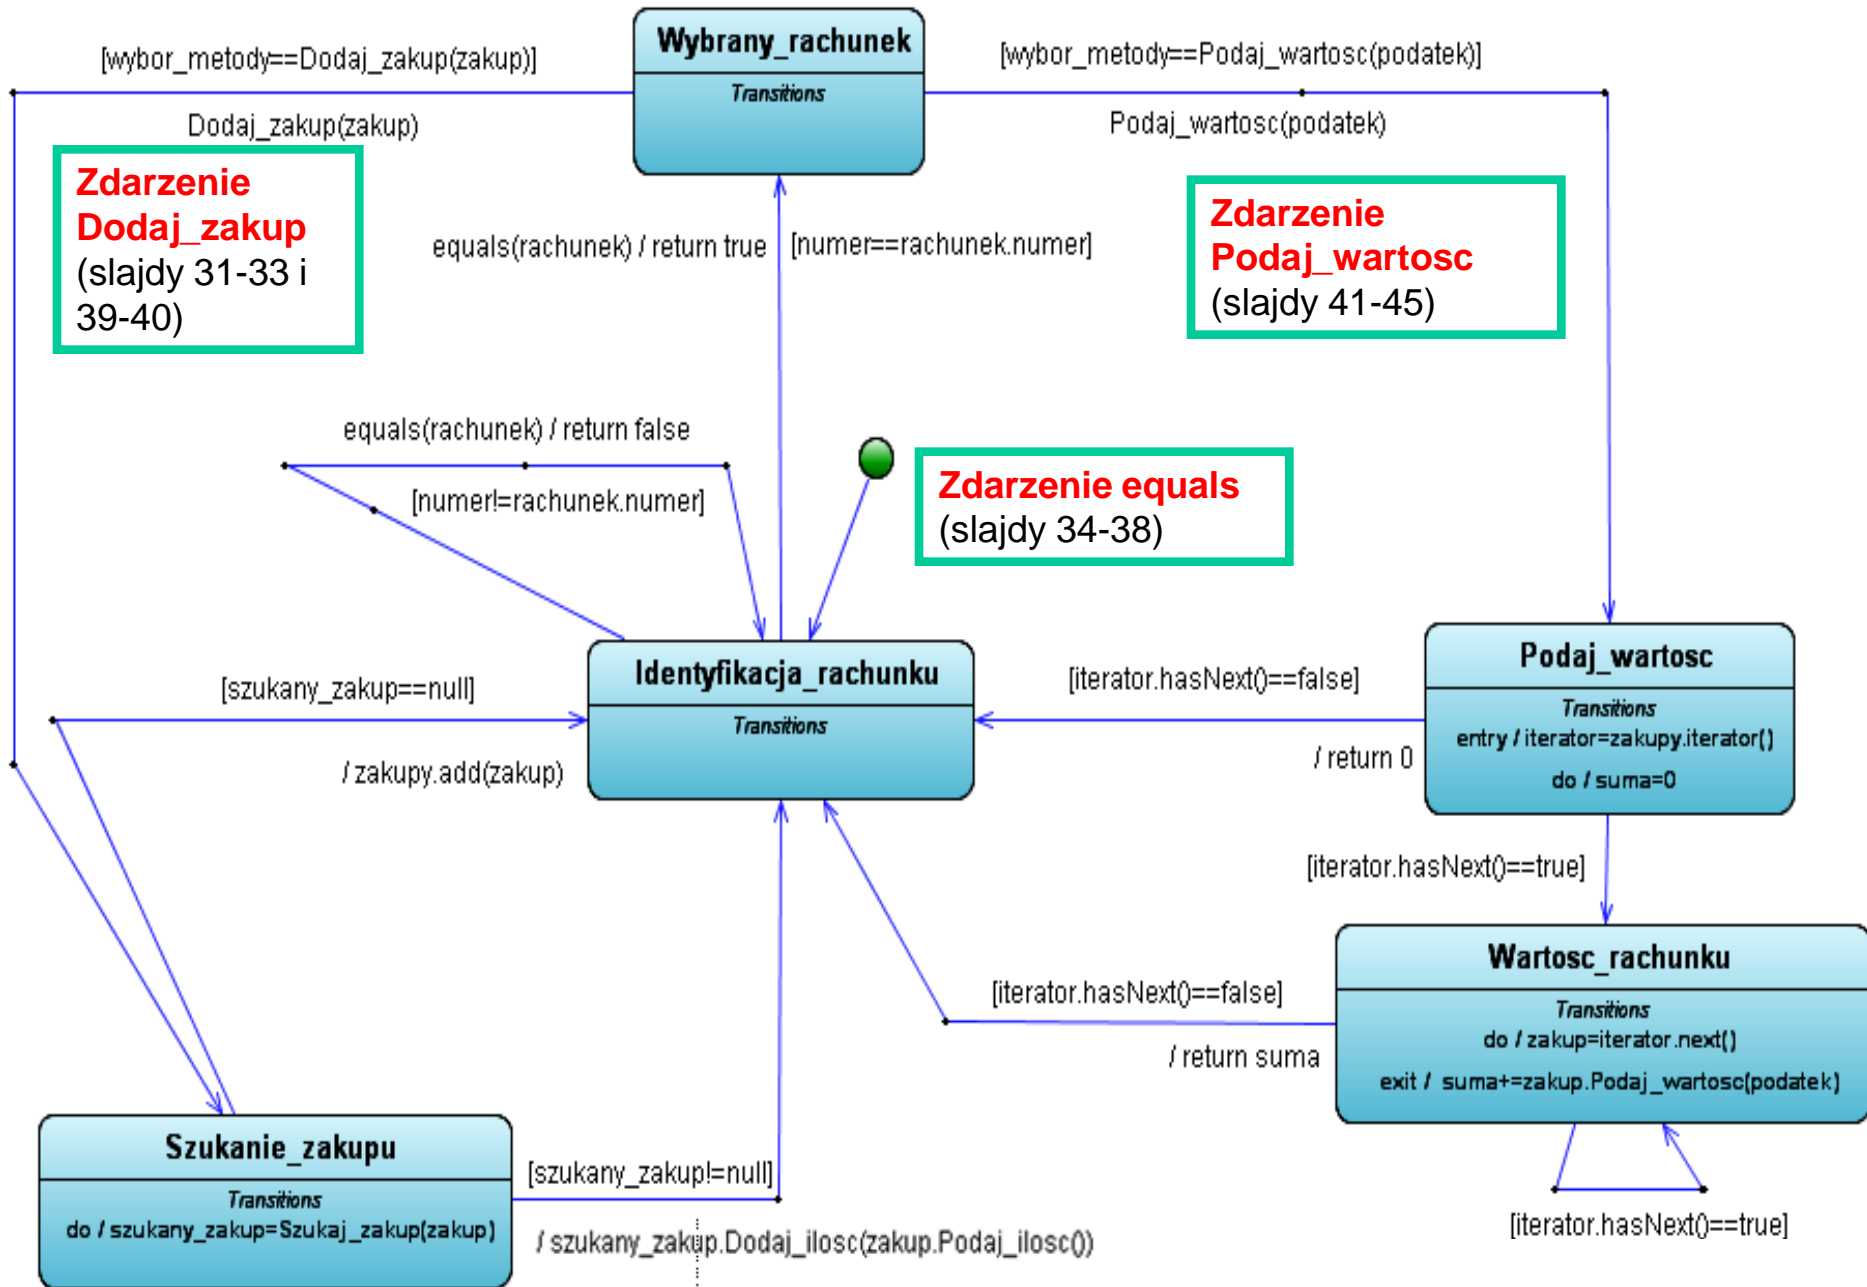 Wybrany_rachunek
Transitions
[wybor_metody==Dodaj_zakup(zakup)]
Dodaj_zakup(zakup)
[wybor_metody==Podaj_wartosc(podatek)]
Podaj_wartosc(podatek)
Zdarzenie
Dodaj_zakup
(slajdy 31-33 i
39-40)
equals(rachunek) / return true
[numer==rachunek.numer]
Zdarzenie
Podaj_wartosc
(slajdy 41-45)
equals(rachunek) / return false
[numer!=rachunek.numer]
Zdarzenie equals
(slajdy 34-38)
Identyfikacja_rachunku
Transitions
[szukany_zakup==null]
/ zakupy.add(zakup)
[iterator.hasNext()==false]
/ return 0
Podaj_wartosc
Transitions
entry / iterator=zakupy.iterator()
do / suma=0
[iterator.hasNext()==true]
Wartosc_rachunku
Transitions
do / zakup=iterator.next()
exit / suma+=zakup.Podaj_wartosc(podatek)
[iterator.hasNext()==false]
/ return suma
[iterator.hasNext()==true]
Szukanie_zakupu
Transitions
do / szukany_zakup=Szukaj_zakup(zakup)
[szukany_zakup!=null]
/ szukany_zakup.Dodaj_ilosc(zakup.Podaj_ilosc())